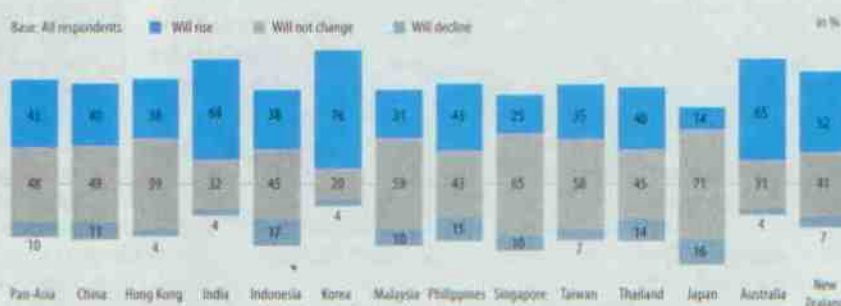 Base: All respondents Will rise Will not change Will decline in %
43 40 38 64 38 76 31 43 25 35 40 14 65 52
48 49 59 32 45 20 59 43 65 58 45 71 31 41
10 11 4 4 17 4 10 15 10 7 14 16 4 7
Pan-Asia China Hong Kong India Indonesia Korea Malaysia Philippines Singapore Taiwan Thailand Japan Australia New
Zealand